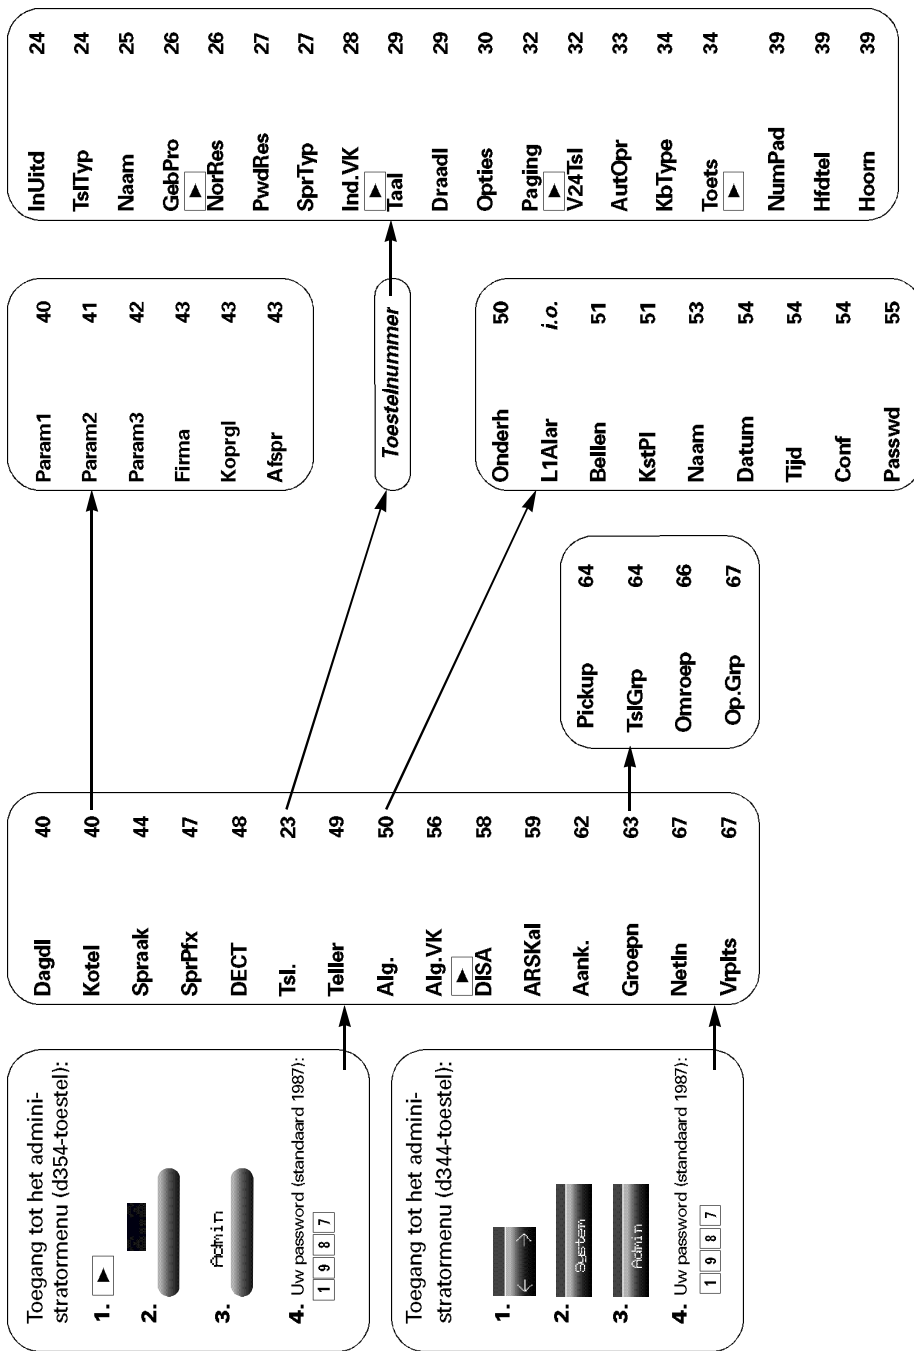 Toegang tot het admini-
stratormenu (d354-toestel):
1. ▶
2.
3. Admin
4. Uw password (standaard 1987):
1 9 8 7
Toegang tot het admini-
stratormenu (d344-toestel):
1. ← →
2. System
3. Admin
4. Uw password (standaard 1987):
1 9 8 7
Dagdl 40
Kotel 40
Spraak 44
SprPfx 47
DECT 48
Tsl. 23
Teller 49
Alg. 50
Alg.VK 56
▶
DISA 58
ARSKal 59
Aank. 62
Groepn 63
Netln 67
Vrplts 67
Param1 40
Param2 41
Param3 42
Firma 43
Koprgl 43
Afspr 43
Toestelnummer
Pickup 64
TslGrp 64
Omroep 66
Op.Grp 67
Onderh 50
L1Alar i.o.
Bellen 51
KstPl 51
Naam 53
Datum 54
Tijd 54
Conf 54
Passwd 55
InUitd 24
TslTyp 24
Naam 25
GebPro 26
▶
NorRes 26
PwdRes 27
SprTyp 27
Ind.VK 28
▶
Taal 29
Draadl 29
Opties 30
Paging 32
▶
V24Tsl 32
AutOpr 33
KbType 34
Toets 34
▶
NumPad 39
Hfdtel 39
Hoorn 39